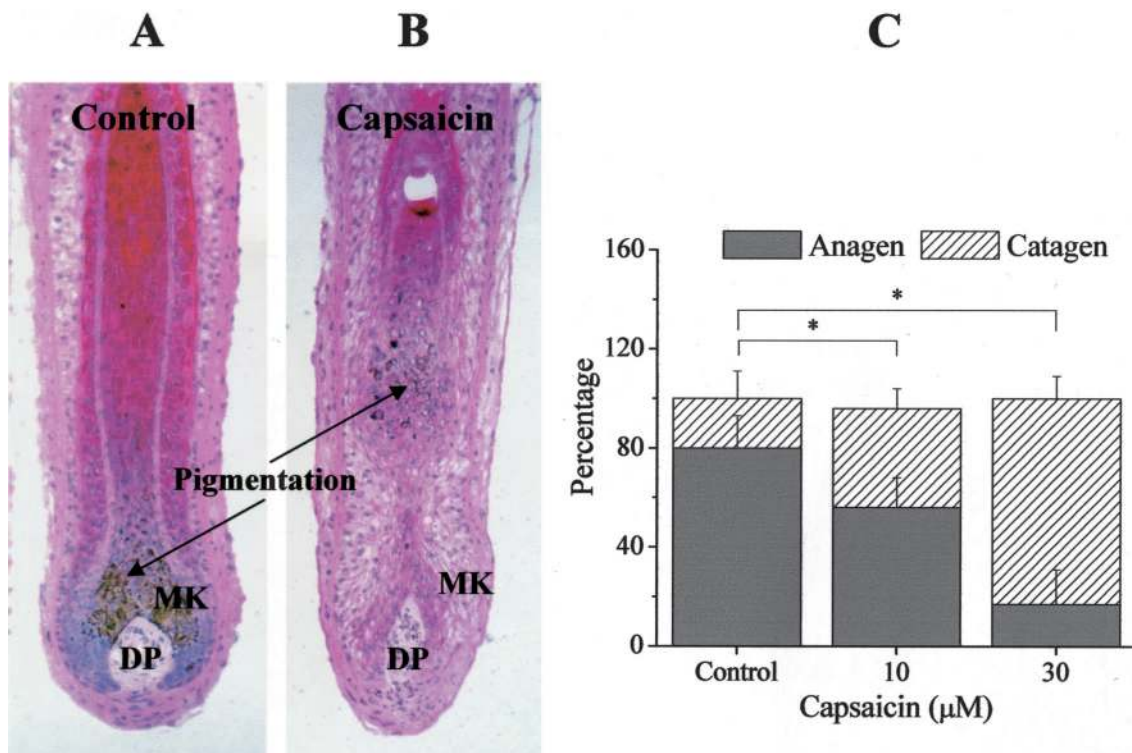 A
B
C
Control
Capsaicin
Pigmentation
MK
DP
MK
DP
Anagen
Catagen
160
120
80
40
0
Percentage
*
*
Control
10
30
Capsaicin (μM)